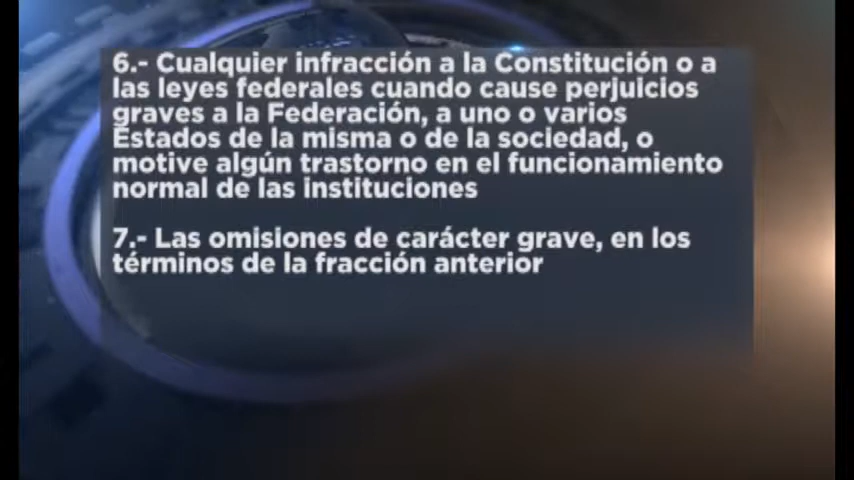 6.- Cualquier infracción a la Constitución o a
las leyes federales cuando cause perjuicios
graves a la Federación, a uno o varios
Estados de la misma o de la sociedad, o
motive algún trastorno en el funcionamiento
normal de las instituciones
7.- Las omisiones de carácter grave, en los
términos de la fracción anterior